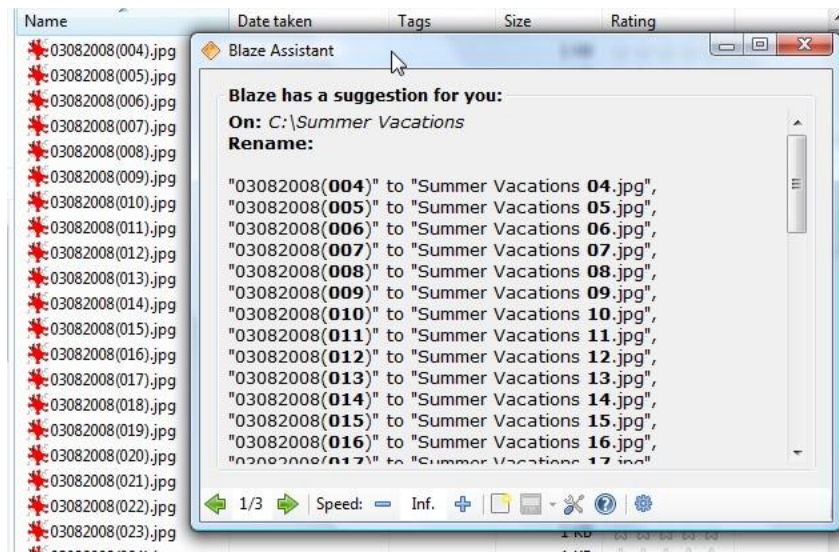 Name Date taken Tags Size Rating
03082008(004).jpg
03082008(005).jpg
03082008(006).jpg
03082008(007).jpg
03082008(008).jpg
03082008(009).jpg
03082008(010).jpg
03082008(011).jpg
03082008(012).jpg
03082008(013).jpg
03082008(014).jpg
03082008(015).jpg
03082008(016).jpg
03082008(017).jpg
03082008(018).jpg
03082008(019).jpg
03082008(020).jpg
03082008(021).jpg
03082008(022).jpg
03082008(023).jpg
Blaze Assistant
Blaze has a suggestion for you:
On: C:\Summer Vacations
Rename:
"03082008(004)" to "Summer Vacations 04.jpg",
"03082008(005)" to "Summer Vacations 05.jpg",
"03082008(006)" to "Summer Vacations 06.jpg",
"03082008(007)" to "Summer Vacations 07.jpg",
"03082008(008)" to "Summer Vacations 08.jpg",
"03082008(009)" to "Summer Vacations 09.jpg",
"03082008(010)" to "Summer Vacations 10.jpg",
"03082008(011)" to "Summer Vacations 11.jpg",
"03082008(012)" to "Summer Vacations 12.jpg",
"03082008(013)" to "Summer Vacations 13.jpg",
"03082008(014)" to "Summer Vacations 14.jpg",
"03082008(015)" to "Summer Vacations 15.jpg",
"03082008(016)" to "Summer Vacations 16.jpg",
"03082008(017)" to "Summer Vacations 17.jpg"
1/3 Speed: Inf.
1 KB